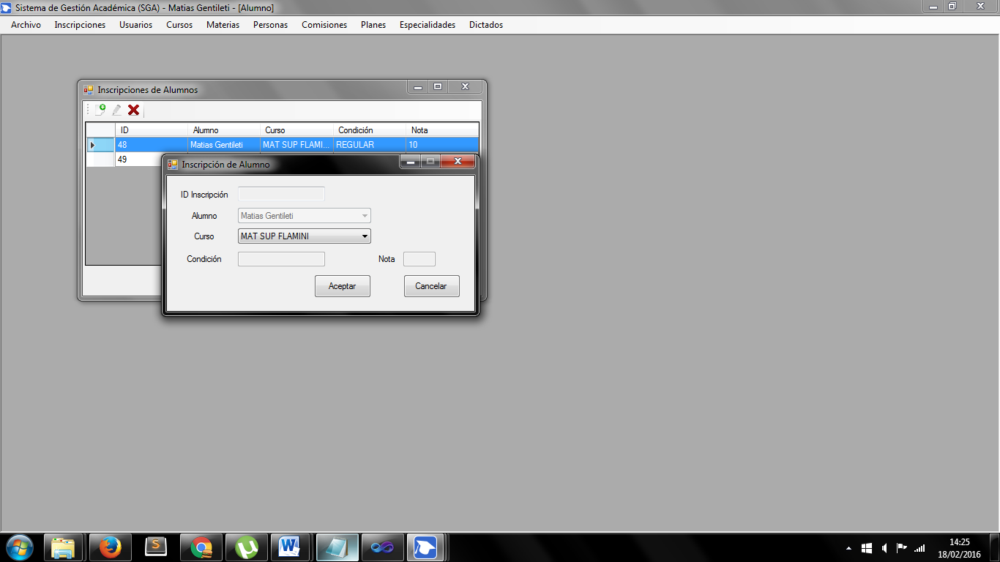 Sistema de Gestión Académica (SGA) - Matias Gentileti - [Alumno]
Archivo Inscripciones Usuarios Cursos Materias Personas Comisiones Planes Especialidades Dictados
Inscripciones de Alumnos
ID Alumno Curso Condición Nota
48 Matias Gentileti MAT SUP FLAMI... REGULAR 10
49
Inscripción de Alumno
ID Inscripción
Alumno Matias Gentileti
Curso MAT SUP FLAMINI
Condición Nota
Aceptar Cancelar
14:25
18/02/2016